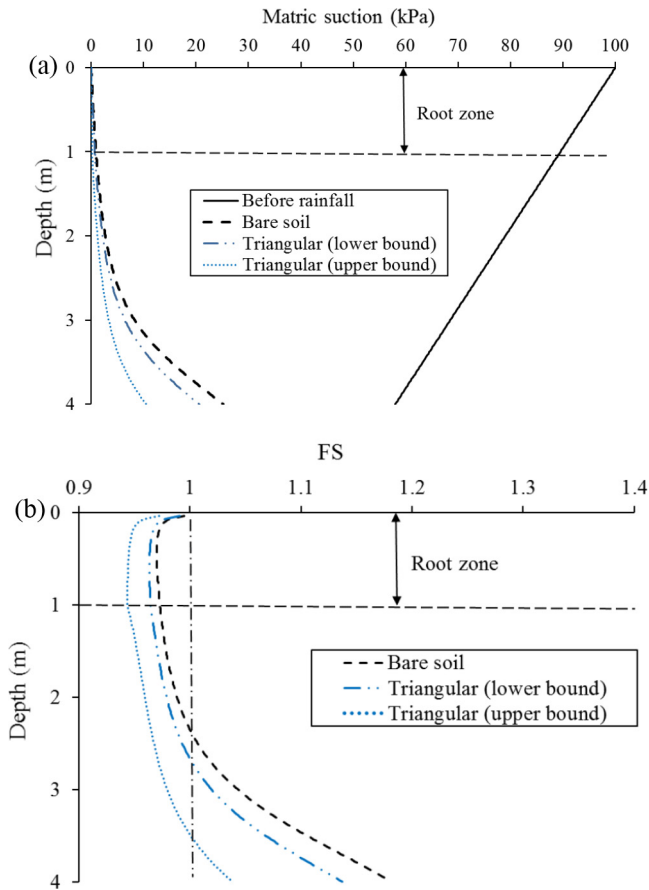 Matric suction (kPa)
0 10 20 30 40 50 60 70 80 90 100
(a)
0
Root zone
1
Before rainfall
Bare soil
Triangular (lower bound)
Triangular (upper bound)
2
3
4
Depth (m)
FS
0.9 1 1.1 1.2 1.3 1.4
(b)
0
Root zone
1
Bare soil
Triangular (lower bound)
Triangular (upper bound)
2
3
4
Depth (m)